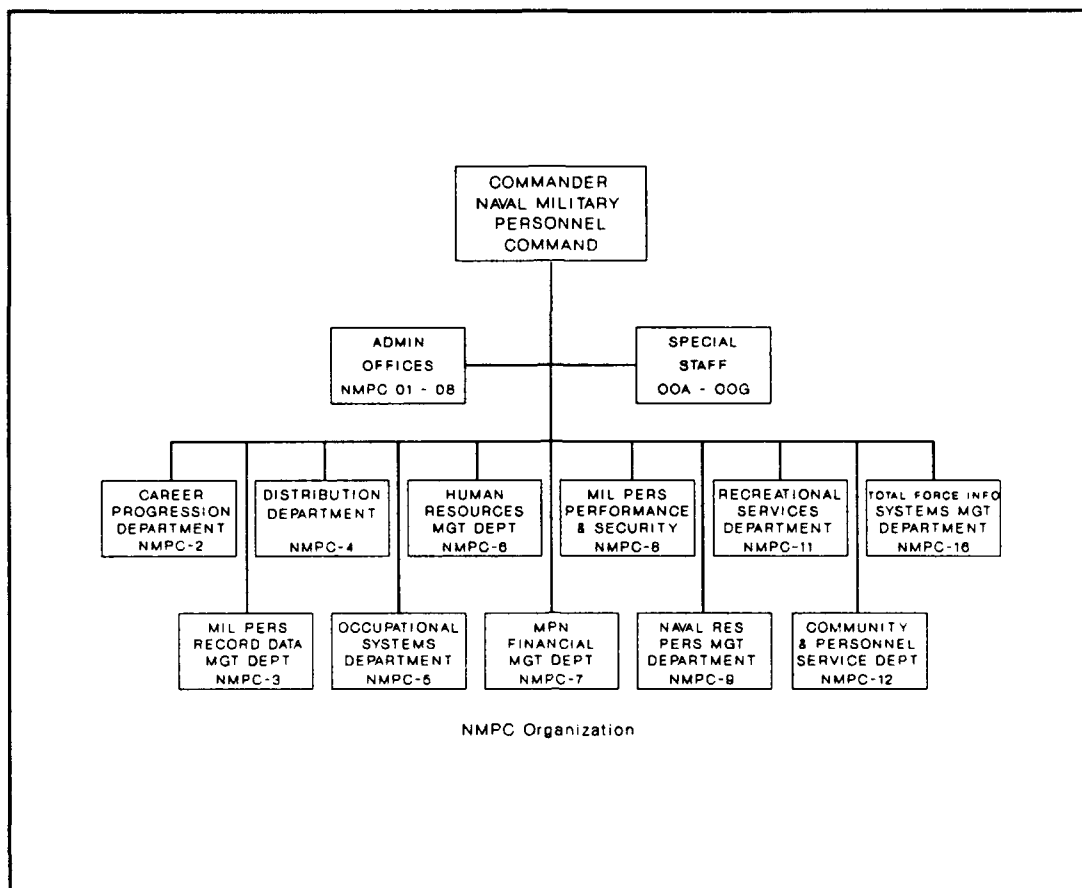 COMMANDER
NAVAL MILITARY
PERSONNEL
COMMAND
ADMIN
OFFICES
NMPC 01 - 08
SPECIAL
STAFF
OOA - OOG
CAREER
PROGRESSION
DEPARTMENT
NMPC-2
DISTRIBUTION
DEPARTMENT
NMPC-4
HUMAN
RESOURCES
MGT DEPT
NMPC-6
MIL PERS
PERFORMANCE
& SECURITY
NMPC-8
RECREATIONAL
SERVICES
DEPARTMENT
NMPC-11
TOTAL FORCE INFO
SYSTEMS MGT
DEPARTMENT
NMPC-16
MIL PERS
RECORD DATA
MGT DEPT
NMPC-3
OCCUPATIONAL
SYSTEMS
DEPARTMENT
NMPC-5
MPN
FINANCIAL
MGT DEPT
NMPC-7
NAVAL RES
PERS MGT
DEPARTMENT
NMPC-9
COMMUNITY
& PERSONNEL
SERVICE DEPT
NMPC-12
NMPC Organization